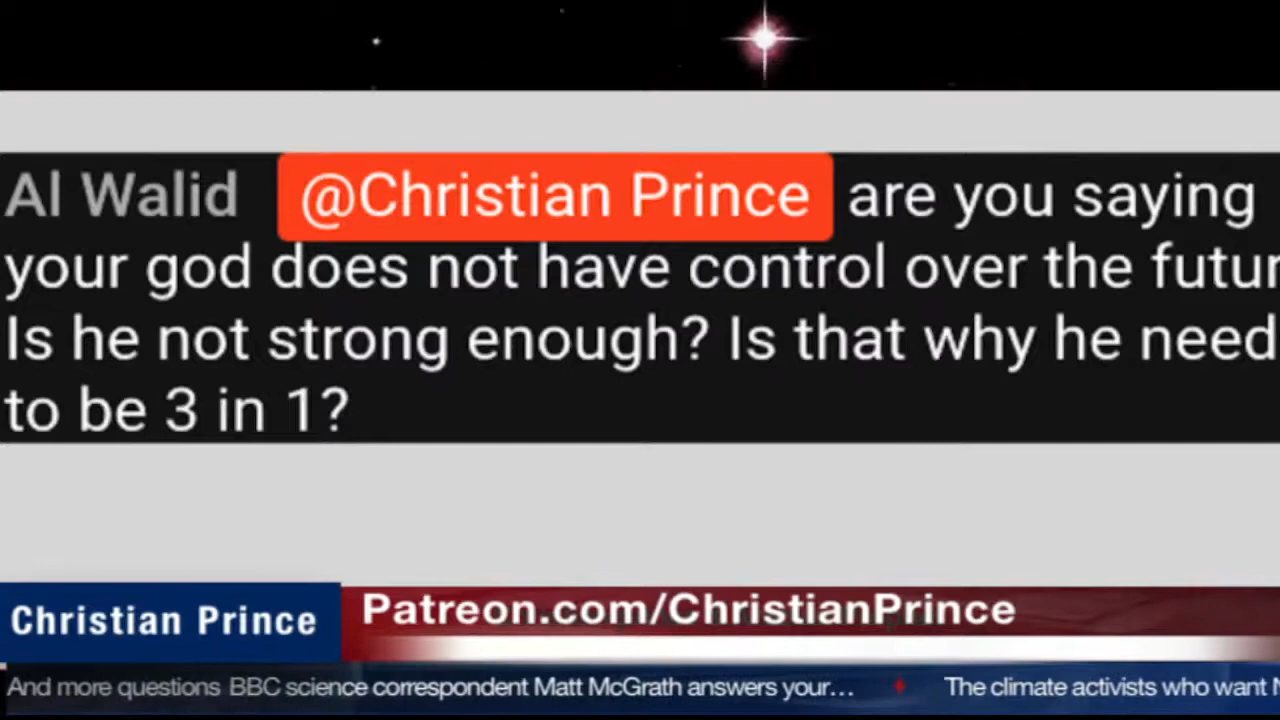 Al Walid @Christian Prince are you saying
your god does not have control over the futur
Is he not strong enough? Is that why he need
to be 3 in 1?
Christian Prince
Patreon.com/ChristianPrince
And more questions BBC science correspondent Matt McGrath answers your... The climate activists who want